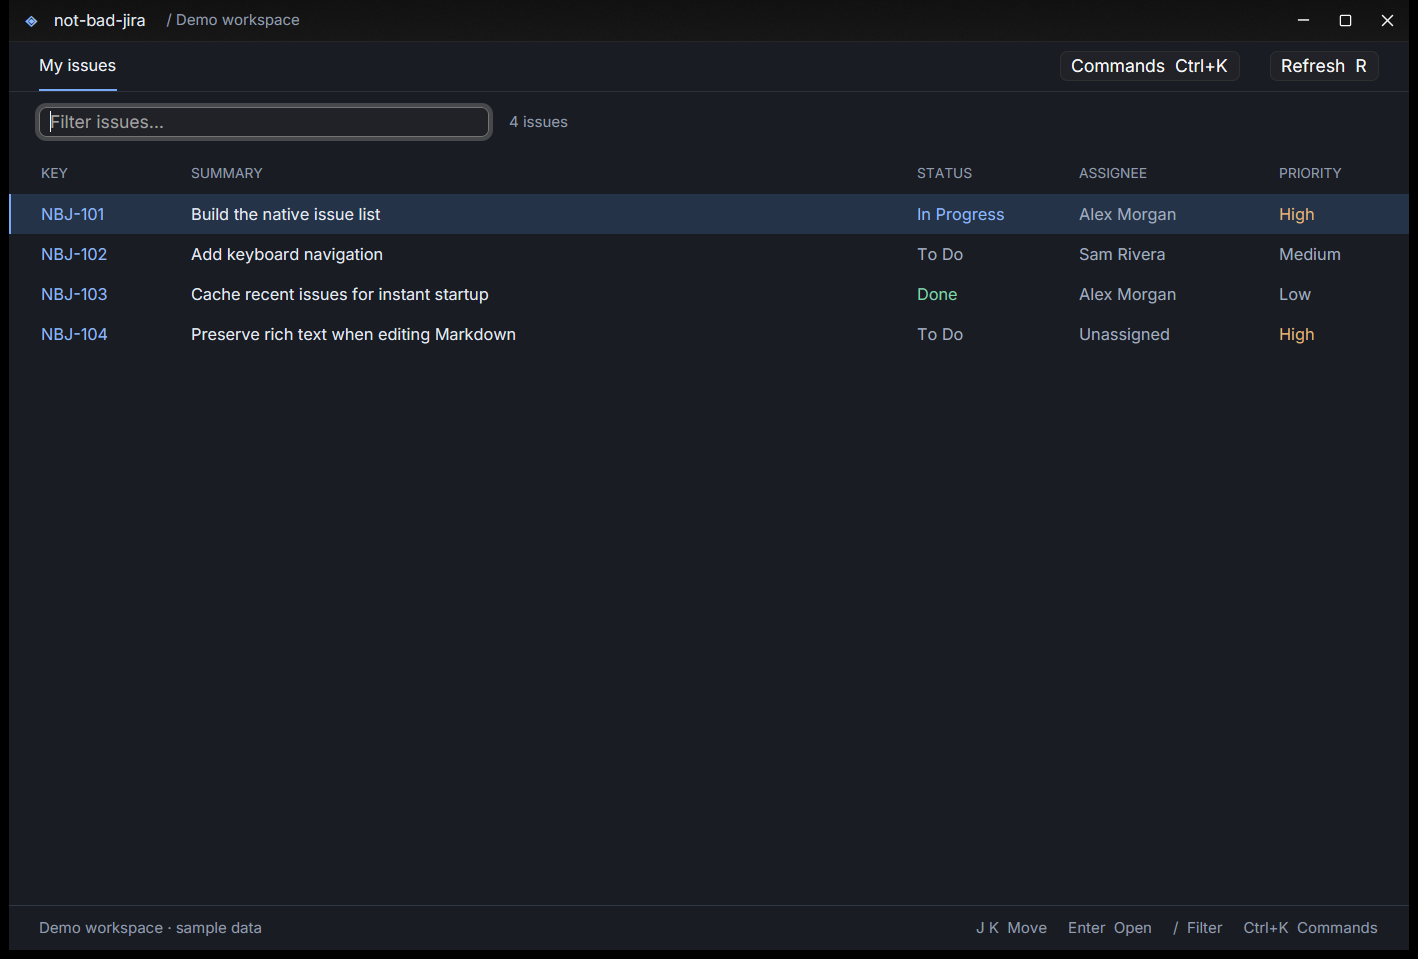 not-bad-jira / Demo workspace
My issues Commands Ctrl+K Refresh R
Filter issues... 4 issues
KEY SUMMARY STATUS ASSIGNEE PRIORITY
NBJ-101 Build the native issue list In Progress Alex Morgan High
NBJ-102 Add keyboard navigation To Do Sam Rivera Medium
NBJ-103 Cache recent issues for instant startup Done Alex Morgan Low
NBJ-104 Preserve rich text when editing Markdown To Do Unassigned High
Demo workspace · sample data J K Move Enter Open / Filter Ctrl+K Commands